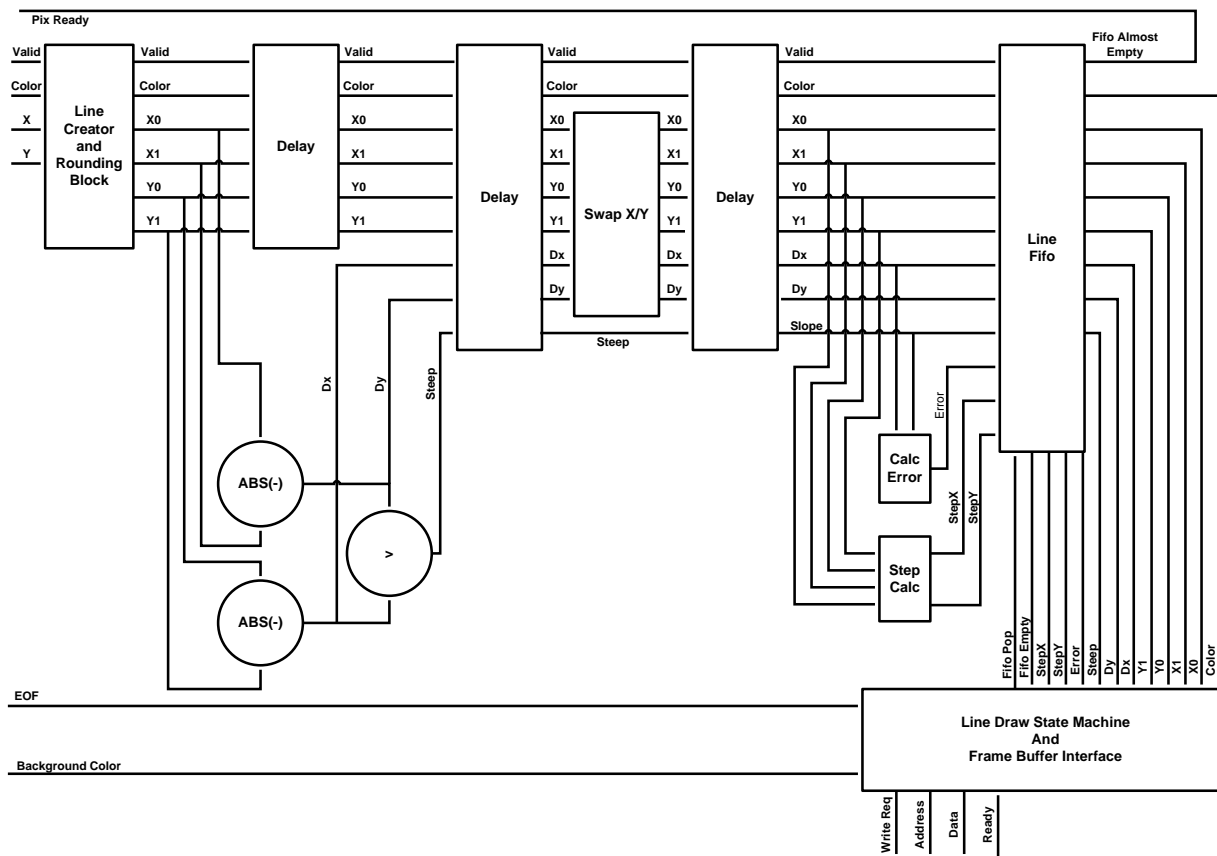 Pix Ready
Fifo Almost
Empty
Valid
Valid
Valid
Valid
Valid
Color
Color
Color
Color
Color
X
X0
X0
X0
X0
X0
Y
X1
X1
X1
X1
X1
Y0
Y0
Y0
Y0
Y0
Y1
Y1
Y1
Y1
Y1
Dx
Dx
Dx
Dy
Dy
Dy
Line
Creator
and
Rounding
Block
Delay
Delay
Swap X/Y
Delay
Line
Fifo
Steep
Slope
Dx
Dy
Steep
Error
ABS(-)
Calc
Error
StepX
StepY
>
Step
Calc
ABS(-)
Fifo Pop
Fifo Empty
StepX
StepY
Error
Steep
Dy
Dx
Y1
Y0
X1
X0
Color
EOF
Line Draw State Machine
And
Frame Buffer Interface
Background Color
Write Req
Address
Data
Ready